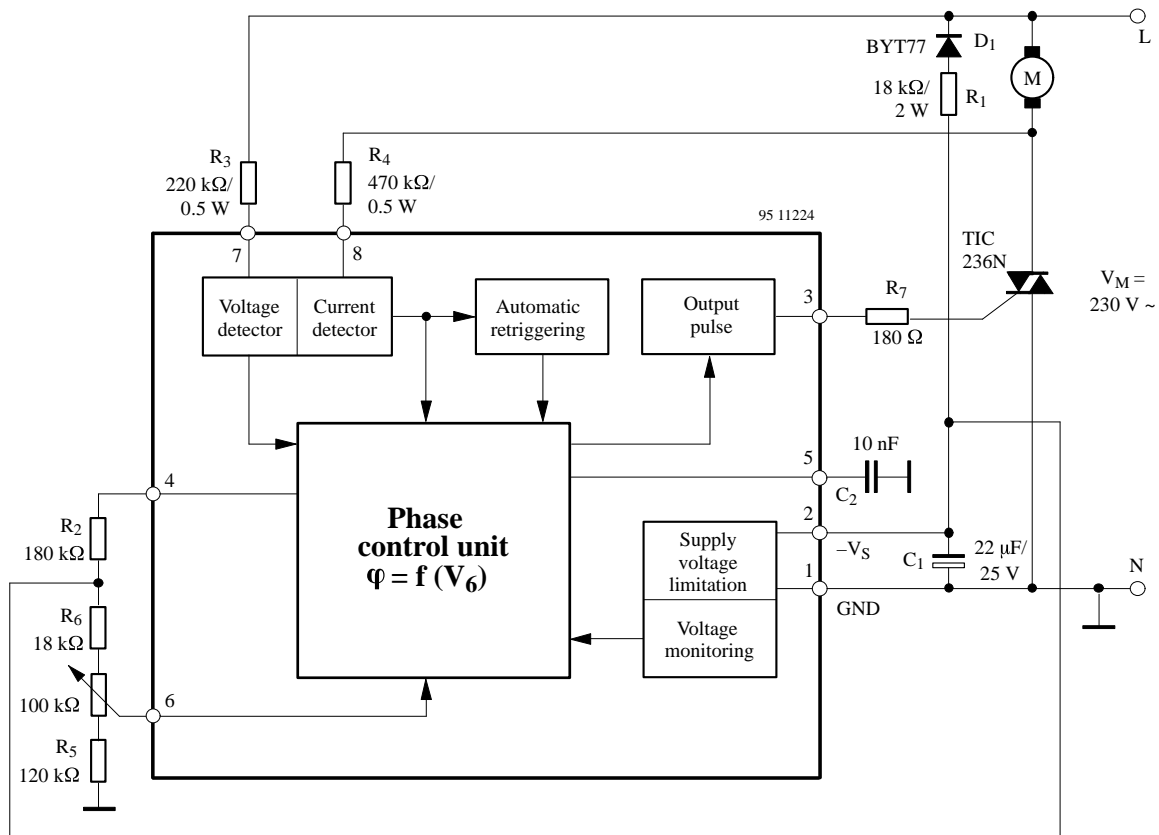 L
BYT77
D1
18 kΩ/
2 W
R1
M
R3
220 kΩ/
0.5 W
R4
470 kΩ/
0.5 W
95 11224
7
8
TIC
236N
VM =
230 V ~
Voltage
detector
Current
detector
Automatic
retriggering
Output
pulse
3
R7
180 Ω
10 nF
5
C2
4
R2
180 kΩ
Phase
control unit
φ = f (V6)
2
–VS
Supply
voltage
limitation
C1
22 μF/
25 V
N
1
GND
R6
18 kΩ
Voltage
monitoring
100 kΩ
6
R5
120 kΩ